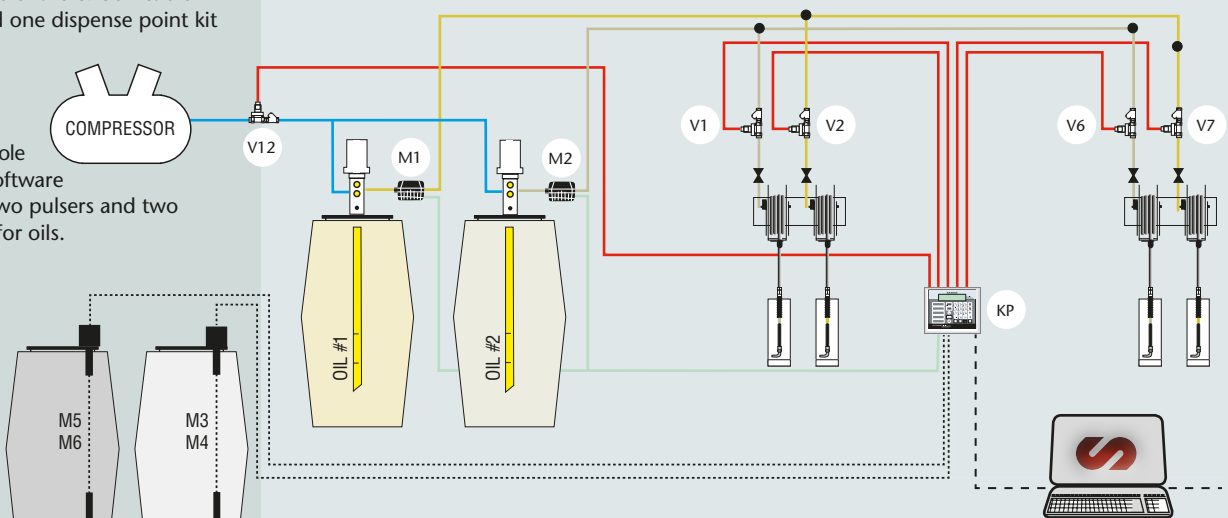 one dispense point kit
COMPRESSOR
V12
ole
oftware
wo pulsers and two
for oils.
M1
M2
V1
V2
V6
V7
OIL #1
OIL #2
KP
M5
M6
M3
M4